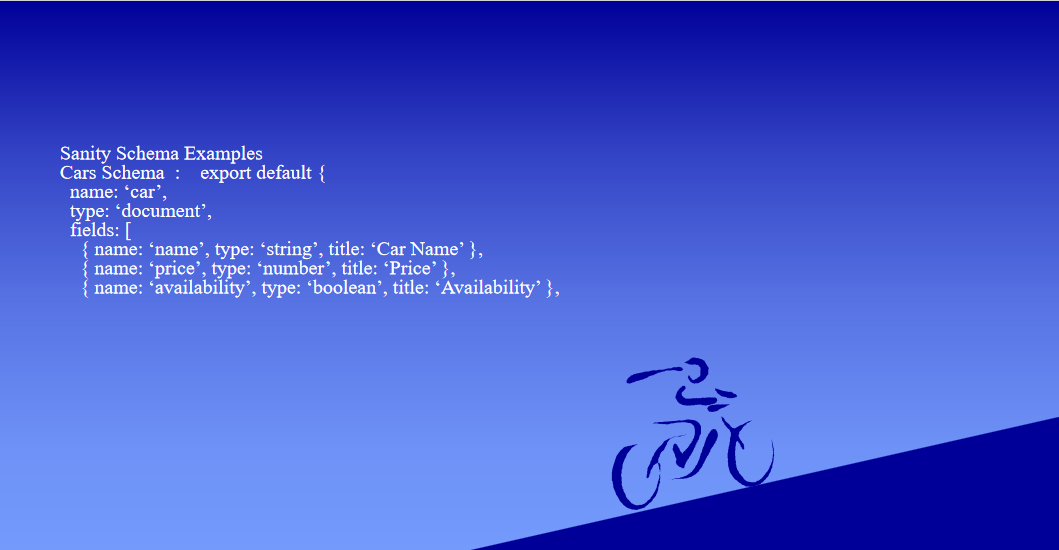 Sanity Schema Examples
Cars Schema  :    export default {
name: ‘car’,
type: ‘document’,
fields: [
{ name: ‘name’, type: ‘string’, title: ‘Car Name’ },
{ name: ‘price’, type: ‘number’, title: ‘Price’ },
{ name: ‘availability’, type: ‘boolean’, title: ‘Availability’ },